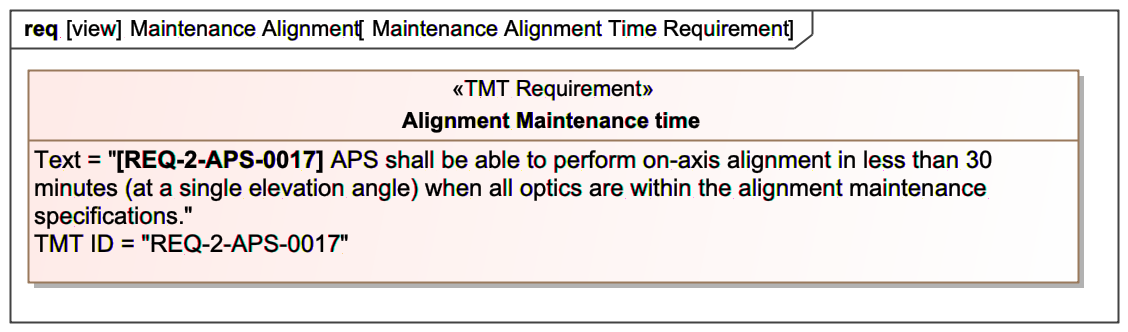 req [view] Maintenance Alignment[ Maintenance Alignment Time Requirement]
«TMT Requirement»
Alignment Maintenance time
Text = "[REQ-2-APS-0017] APS shall be able to perform on-axis alignment in less than 30
minutes (at a single elevation angle) when all optics are within the alignment maintenance
specifications."
TMT ID = "REQ-2-APS-0017"